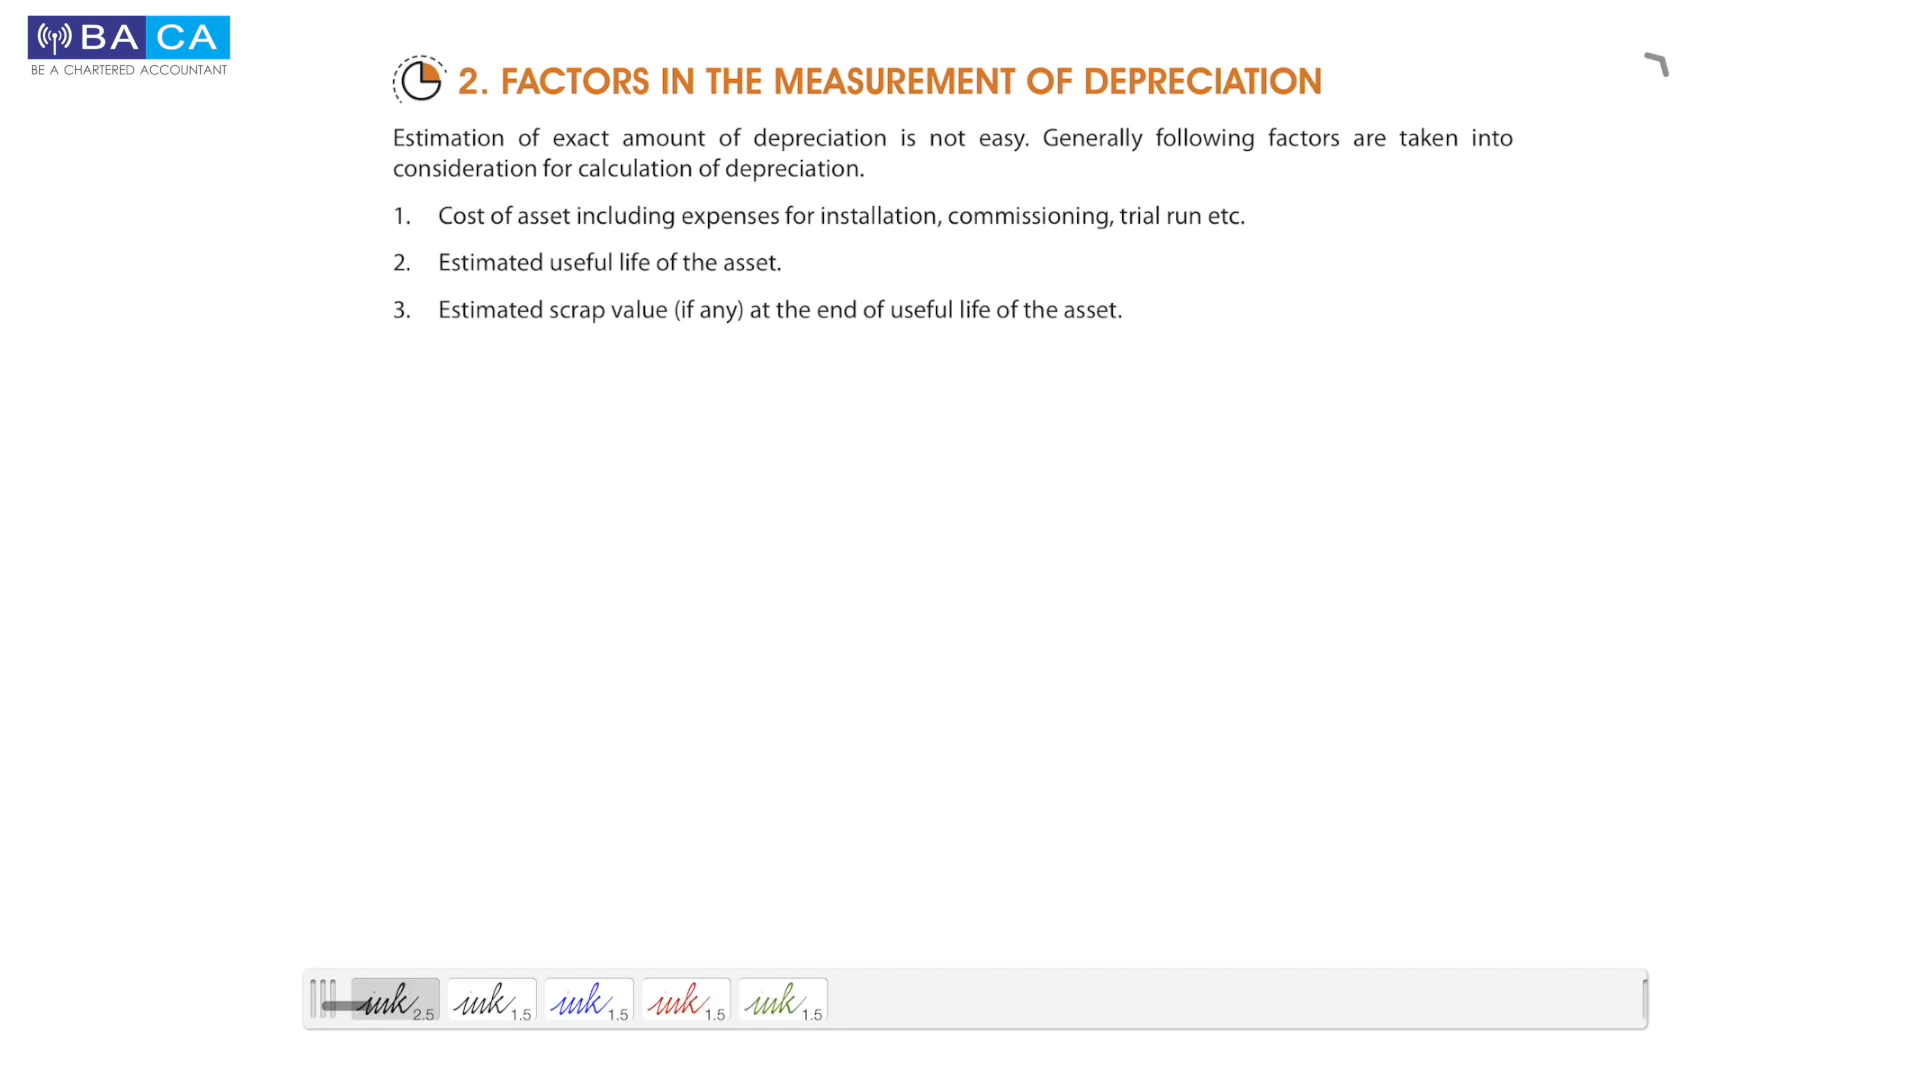 BA CA
BE A CHARTERED ACCOUNTANT
2. FACTORS IN THE MEASUREMENT OF DEPRECIATION
Estimation of exact amount of depreciation is not easy. Generally following factors are taken into
consideration for calculation of depreciation.
1. Cost of asset including expenses for installation, commissioning, trial run etc.
2. Estimated useful life of the asset.
3. Estimated scrap value (if any) at the end of useful life of the asset.
ink 2.5 ink 1.5 ink 1.5 ink 1.5 ink 1.5